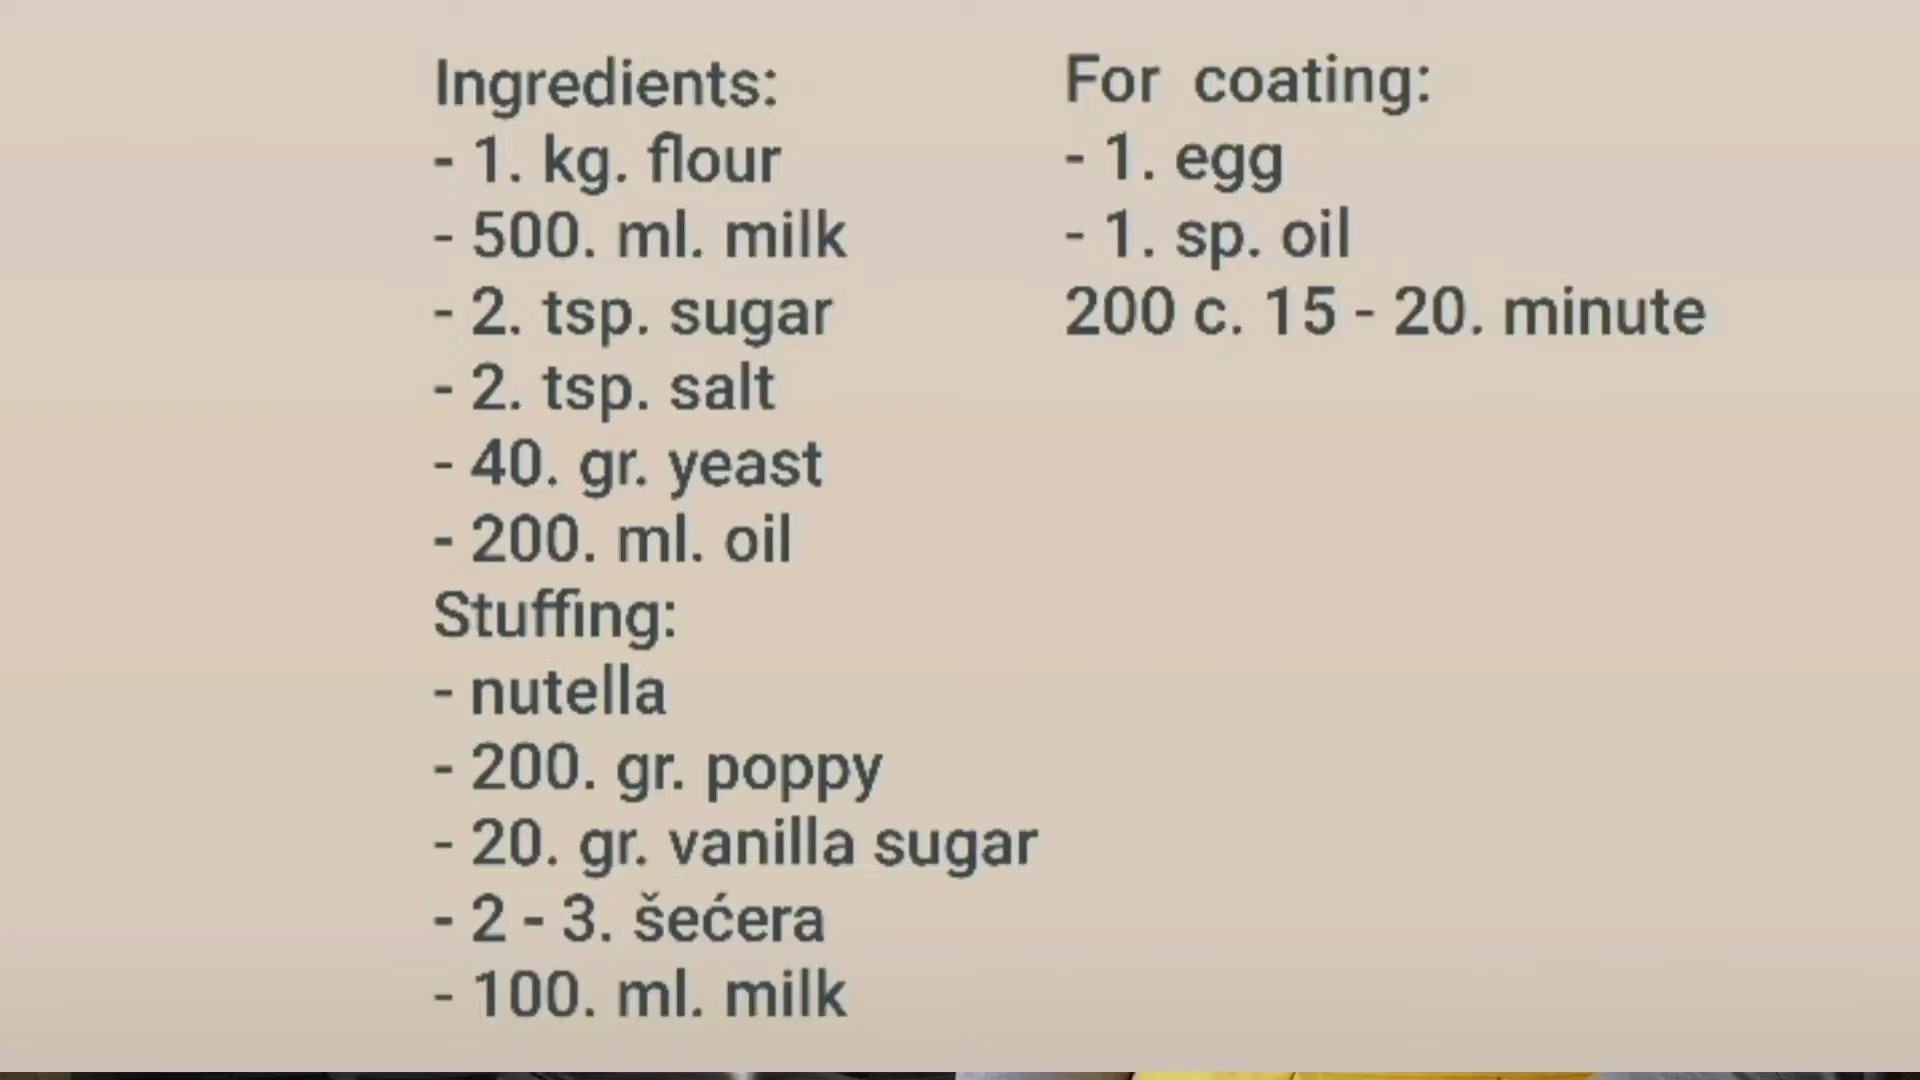 Ingredients:
- 1. kg. flour
- 500. ml. milk
- 2. tsp. sugar
- 2. tsp. salt
- 40. gr. yeast
- 200. ml. oil
Stuffing:
- nutella
- 200. gr. poppy
- 20. gr. vanilla sugar
- 2 - 3. šećera
- 100. ml. milk
For coating:
- 1. egg
- 1. sp. oil
200 c. 15 - 20. minute